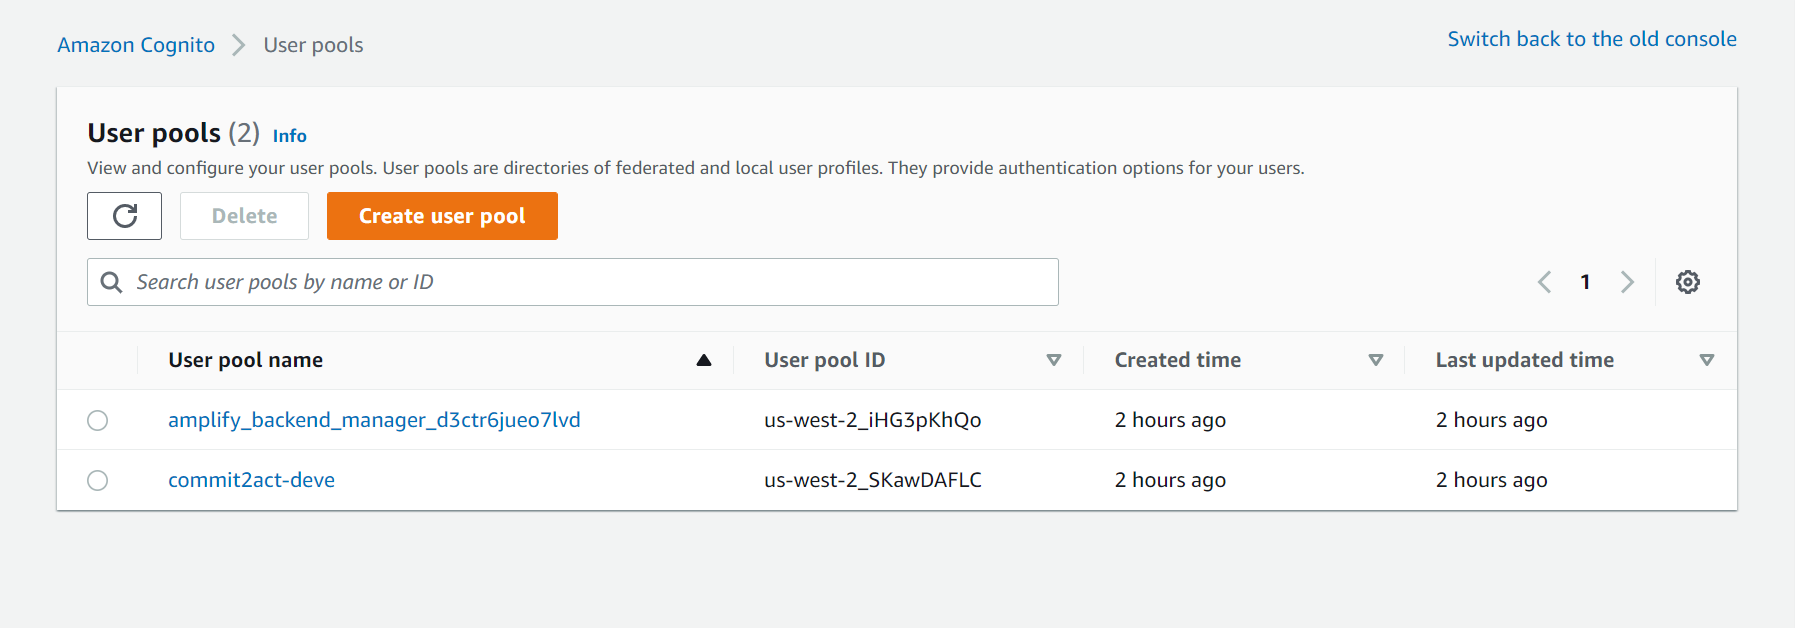 Amazon Cognito > User pools
Switch back to the old console
User pools (2) Info
View and configure your user pools. User pools are directories of federated and local user profiles. They provide authentication options for your users.
Delete
Create user pool
Search user pools by name or ID
1
User pool name
User pool ID
Created time
Last updated time
amplify_backend_manager_d3ctr6jueo7lvd
us-west-2_iHG3pKhQo
2 hours ago
2 hours ago
commit2act-deve
us-west-2_SKawDAFLC
2 hours ago
2 hours ago